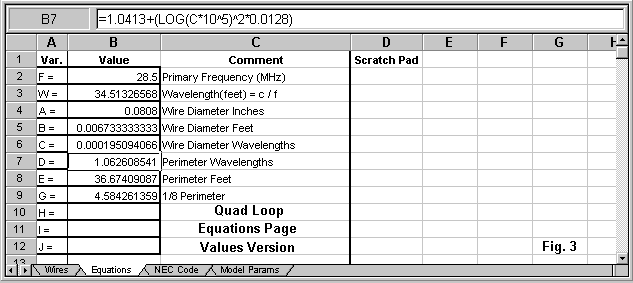 B7 =1.0413+(LOG(C*10^5)^2*0.0128)
A B C D E F G H
1 Var. Value Comment Scratch Pad
2 F = 28.5 Primary Frequency (MHz)
3 W = 34.51326568 Wavelength(feet) = c / f
4 A = 0.0808 Wire Diameter Inches
5 B = 0.006733333333 Wire Diameter Feet
6 C = 0.000195094066 Wire Diameter Wavelengths
7 D = 1.062608541 Perimeter Wavelengths
8 E = 36.67409087 Perimeter Feet
9 G = 4.584261359 1/8 Perimeter
10 H = Quad Loop
11 I = Equations Page
12 J = Values Version Fig. 3
13
Wires Equations NEC Code Model Params